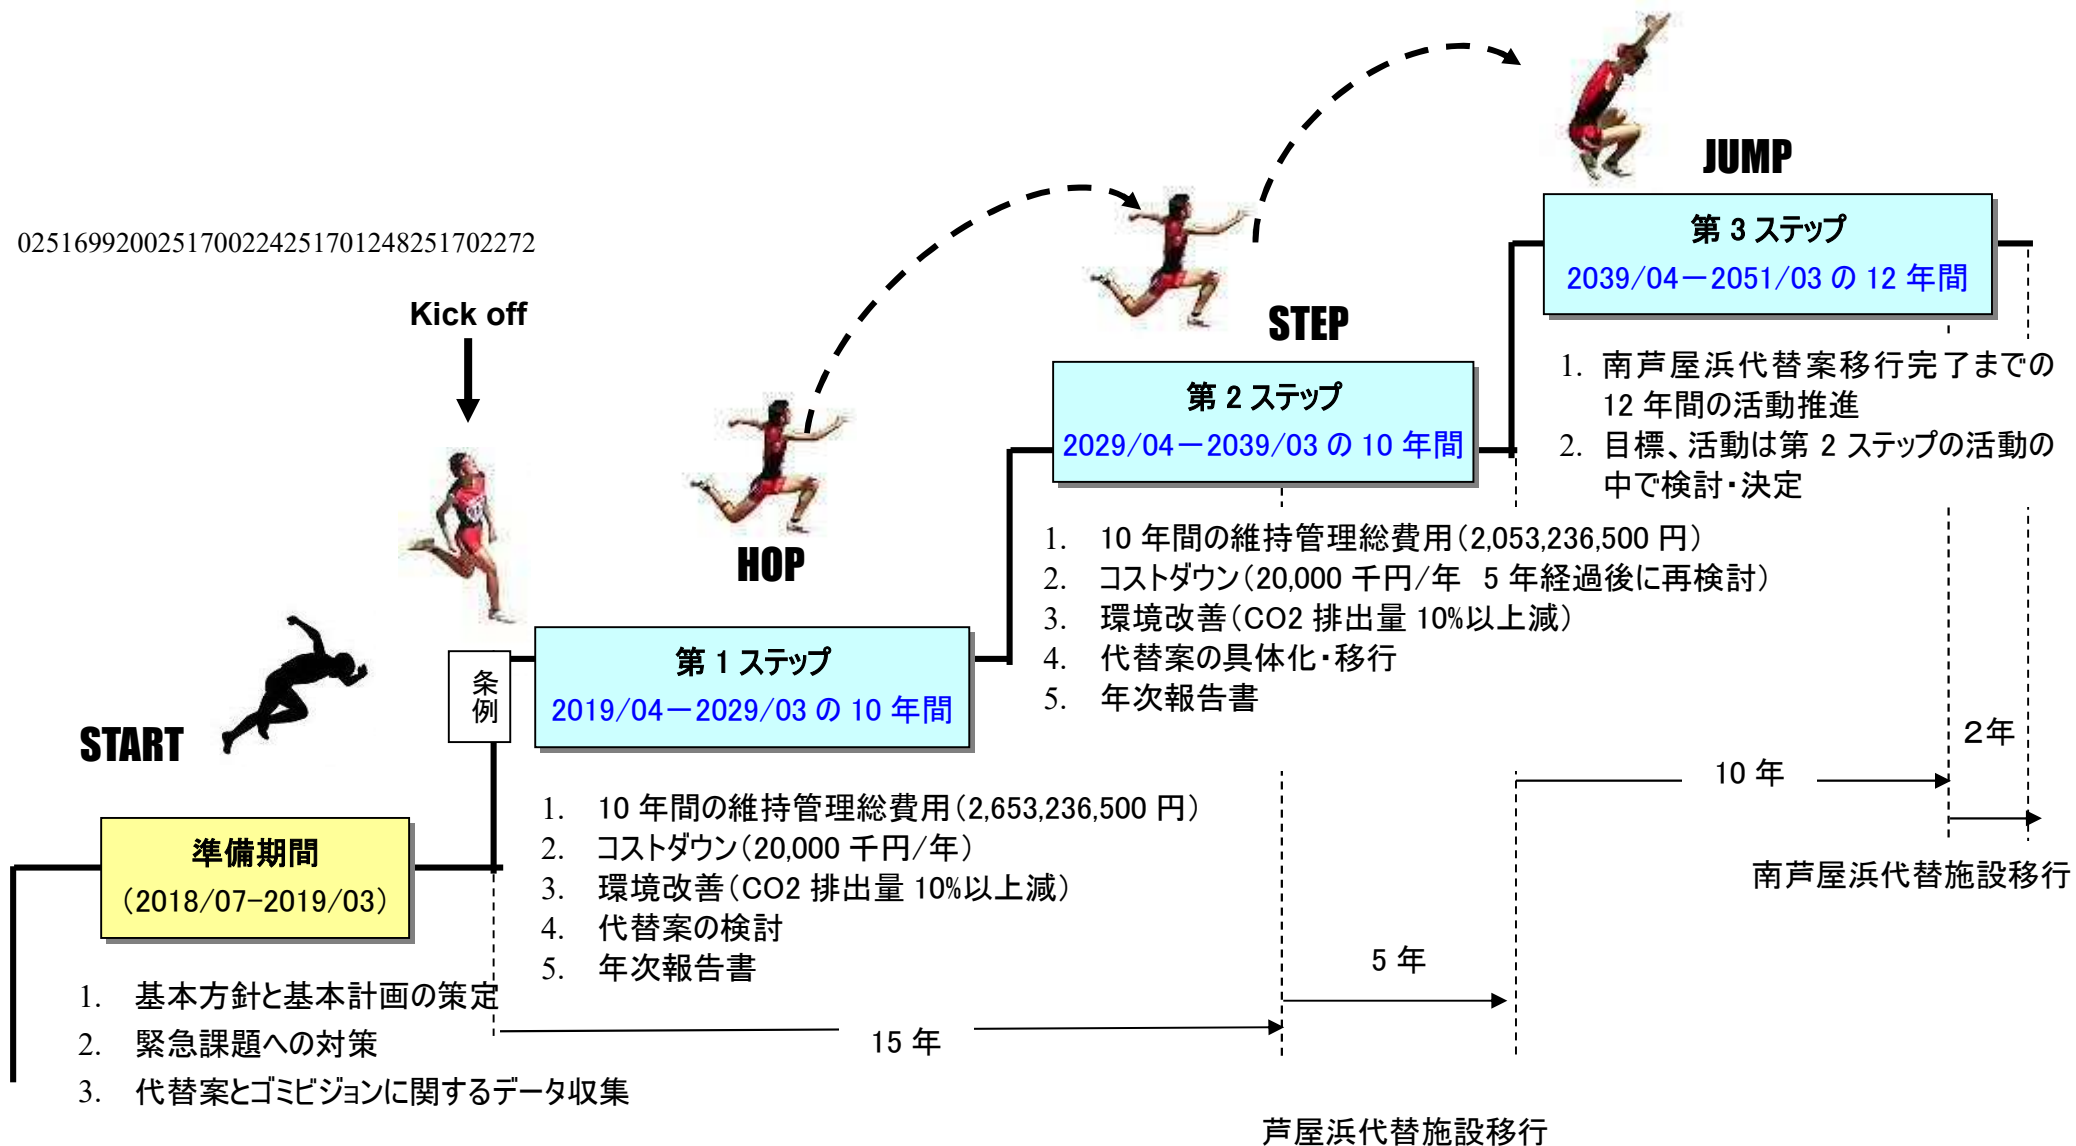 JUMP
第 3 ステップ
2039/04－2051/03 の 12 年間
1. 南芦屋浜代替案移行完了までの
12 年間の活動推進
2. 目標、活動は第 2 ステップの活動の
中で検討・決定
025169920025170022425170124825170227​2
Kick off
STEP
第 2 ステップ
2029/04－2039/03 の 10 年間
1. 10 年間の維持管理総費用（2,053,236,500 円）
2. コストダウン（20,000 千円/年 5 年経過後に再検討）
3. 環境改善（CO2 排出量 10%以上減）
4. 代替案の具体化・移行
5. 年次報告書
HOP
条例
第 1 ステップ
2019/04－2029/03 の 10 年間
1. 10 年間の維持管理総費用（2,653,236,500 円）
2. コストダウン（20,000 千円/年）
3. 環境改善（CO2 排出量 10%以上減）
4. 代替案の検討
5. 年次報告書
START
準備期間
（2018/07-2019/03）
1. 基本方針と基本計画の策定
2. 緊急課題への対策
3. 代替案とゴミビジョンに関するデータ収集
15 年
5 年
10 年
２年
南芦屋浜代替施設移行
芦屋浜代替施設移行